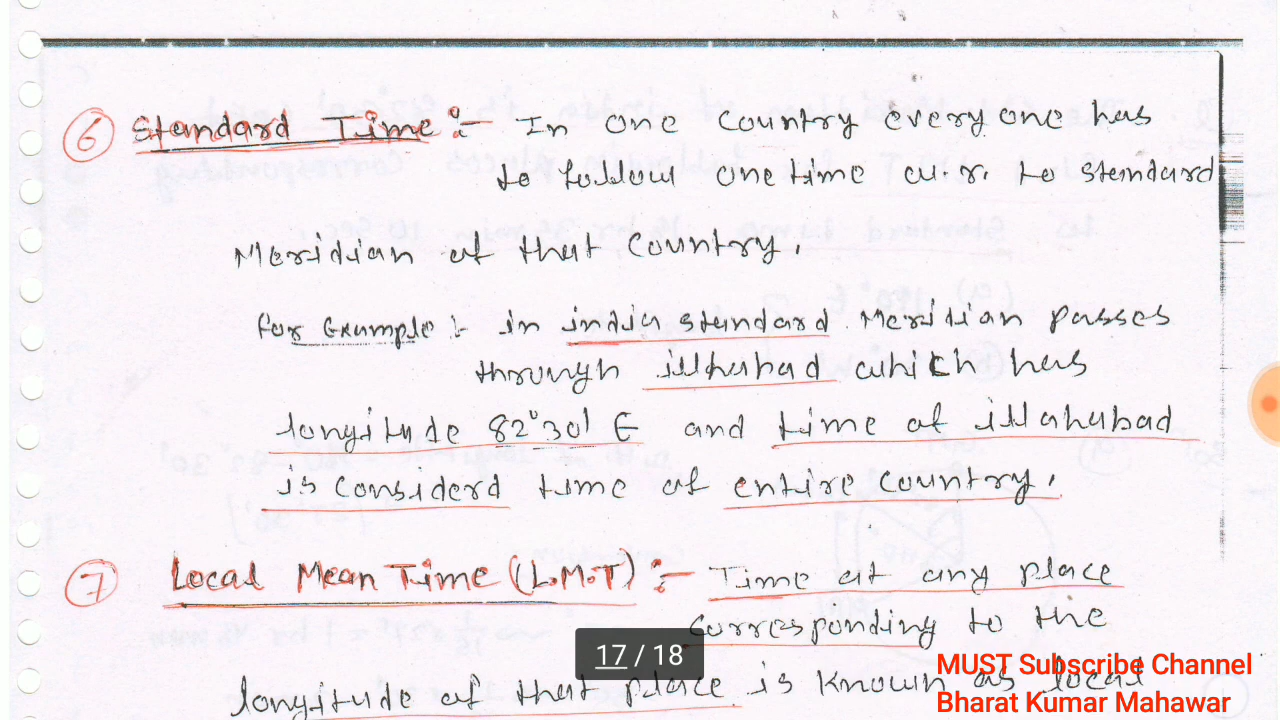 ⑥ Standard Time :- In one country every one has
to follow one time w.r. to standard
Meridian of that country.
for Example :- in india standard Meridian passes
through illhabad which has
longitude 82°30' E and time of illahabad
is considerd time of entire country.
⑦ Local Mean Time (L.M.T) :- Time at any place
corresponding to the
17 / 18
longitude of that place is known as local
MUST Subscribe Channel
Bharat Kumar Mahawar